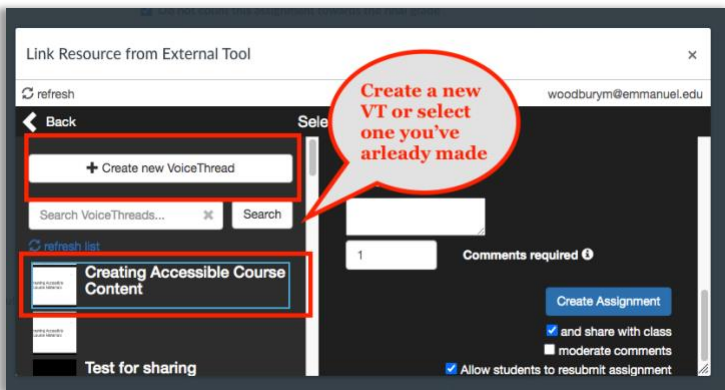 Link Resource from External Tool ×
refresh woodburym@emmanuel.edu
Back Sele
Create a new
VT or select
one you've
arleady made
+ Create new VoiceThread
Search VoiceThreads... × Search
refresh list
Creating Accessible Course
Content
Test for sharing
1 Comments required
Create Assignment
and share with class
moderate comments
Allow students to resubmit assignment